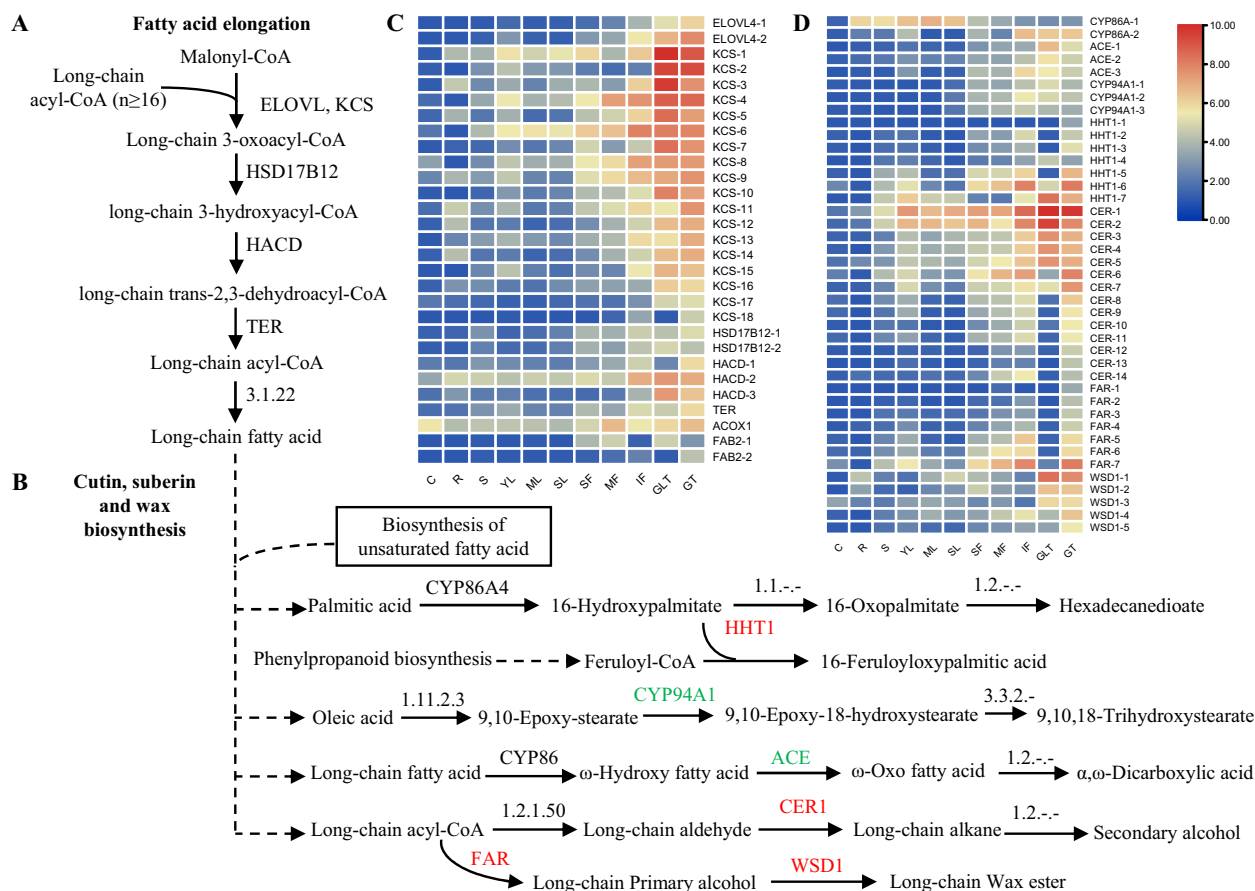 A
Fatty acid elongation
Malonyl-CoA
Long-chain
acyl-CoA (n≥16)
ELOVL, KCS
Long-chain 3-oxoacyl-CoA
HSD17B12
long-chain 3-hydroxyacyl-CoA
HACD
long-chain trans-2,3-dehydroacyl-CoA
TER
Long-chain acyl-CoA
3.1.22
Long-chain fatty acid
C
ELOVL4-1
ELOVL4-2
KCS-1
KCS-2
KCS-3
KCS-4
KCS-5
KCS-6
KCS-7
KCS-8
KCS-9
KCS-10
KCS-11
KCS-12
KCS-13
KCS-14
KCS-15
KCS-16
KCS-17
KCS-18
HSD17B12-1
HSD17B12-2
HACD-1
HACD-2
HACD-3
TER
ACOX1
FAB2-1
FAB2-2
C R S YL ML SL SF MF IF GLT GT
D
CYP86A-1
CYP86A-2
ACE-1
ACE-2
ACE-3
CYP94A1-1
CYP94A1-2
CYP94A1-3
HHT1-1
HHT1-2
HHT1-3
HHT1-4
HHT1-5
HHT1-6
HHT1-7
CER-1
CER-2
CER-3
CER-4
CER-5
CER-6
CER-7
CER-8
CER-9
CER-10
CER-11
CER-12
CER-13
CER-14
FAR-1
FAR-2
FAR-3
FAR-4
FAR-5
FAR-6
FAR-7
WSD1-1
WSD1-2
WSD1-3
WSD1-4
WSD1-5
C R S YL ML SL SF MF IF GLT GT
10.00
8.00
6.00
4.00
2.00
0.00
B
Cutin, suberin
and wax
biosynthesis
Biosynthesis of
unsaturated fatty acid
Palmitic acid CYP86A4 16-Hydroxypalmitate 1.1.-.- 16-Oxopalmitate 1.2.-.- Hexadecanedioate
HHT1
Phenylpropanoid biosynthesis Feruloyl-CoA 16-Feruloyloxypalmitic acid
Oleic acid 1.11.2.3 9,10-Epoxy-stearate CYP94A1 9,10-Epoxy-18-hydroxystearate 3.3.2.- 9,10,18-Trihydroxystearate
Long-chain fatty acid CYP86 ω-Hydroxy fatty acid ACE ω-Oxo fatty acid 1.2.-.- α,ω-Dicarboxylic acid
Long-chain acyl-CoA 1.2.1.50 Long-chain aldehyde CER1 Long-chain alkane 1.2.-.- Secondary alcohol
FAR Long-chain Primary alcohol WSD1 Long-chain Wax ester